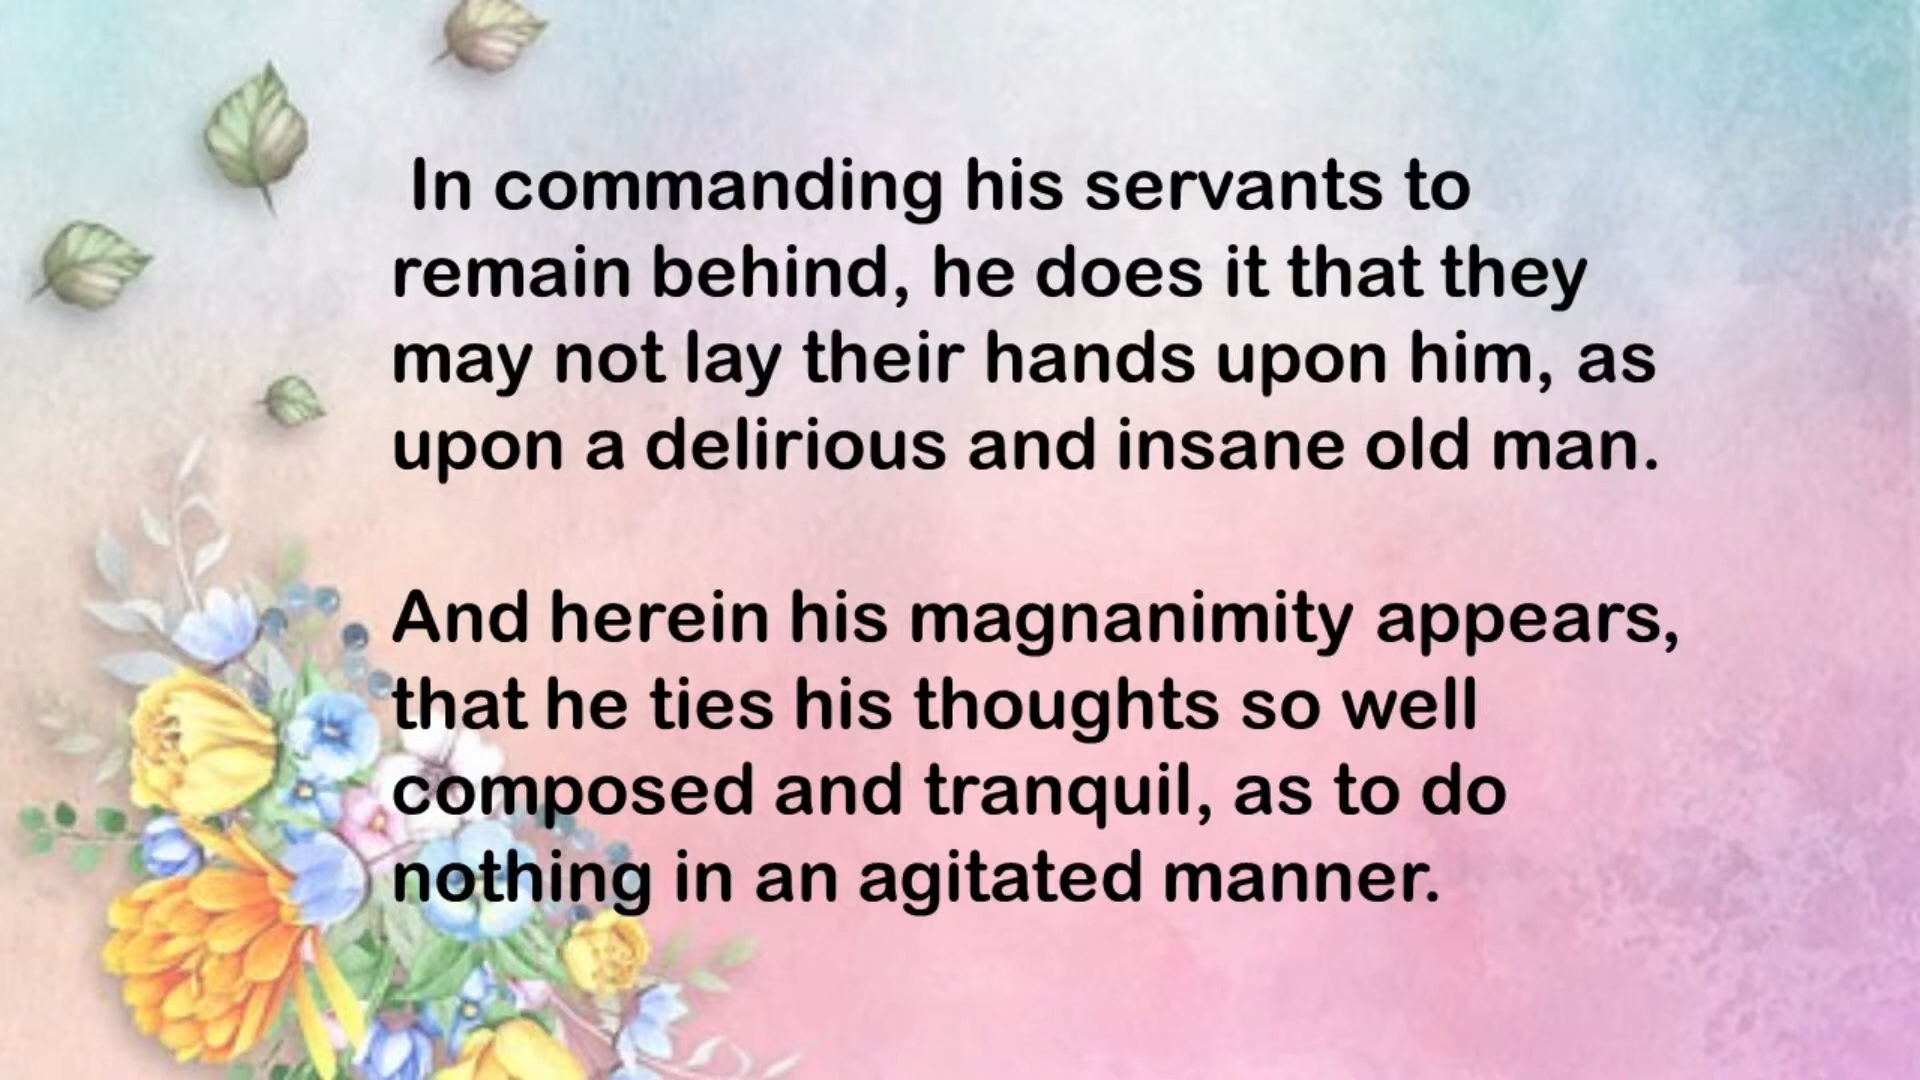 In commanding his servants to
remain behind, he does it that they
may not lay their hands upon him, as
upon a delirious and insane old man.
And herein his magnanimity appears,
that he ties his thoughts so well
composed and tranquil, as to do
nothing in an agitated manner.